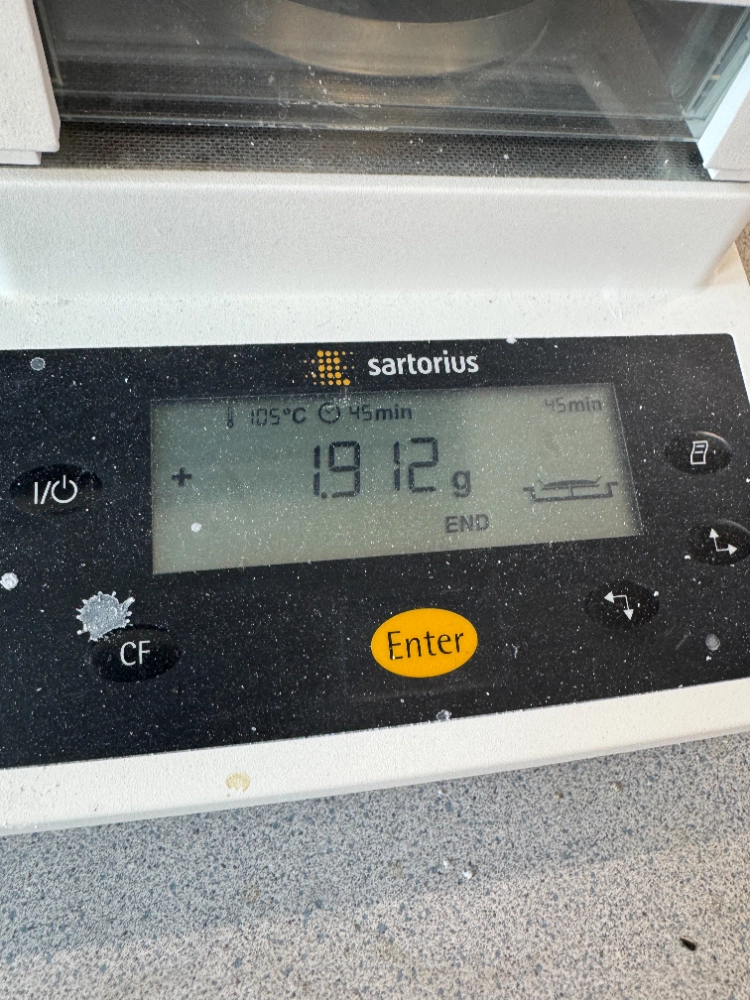 sartorius
105°C 45min 45min
+ 1.912 g
END
I/
CF
Enter